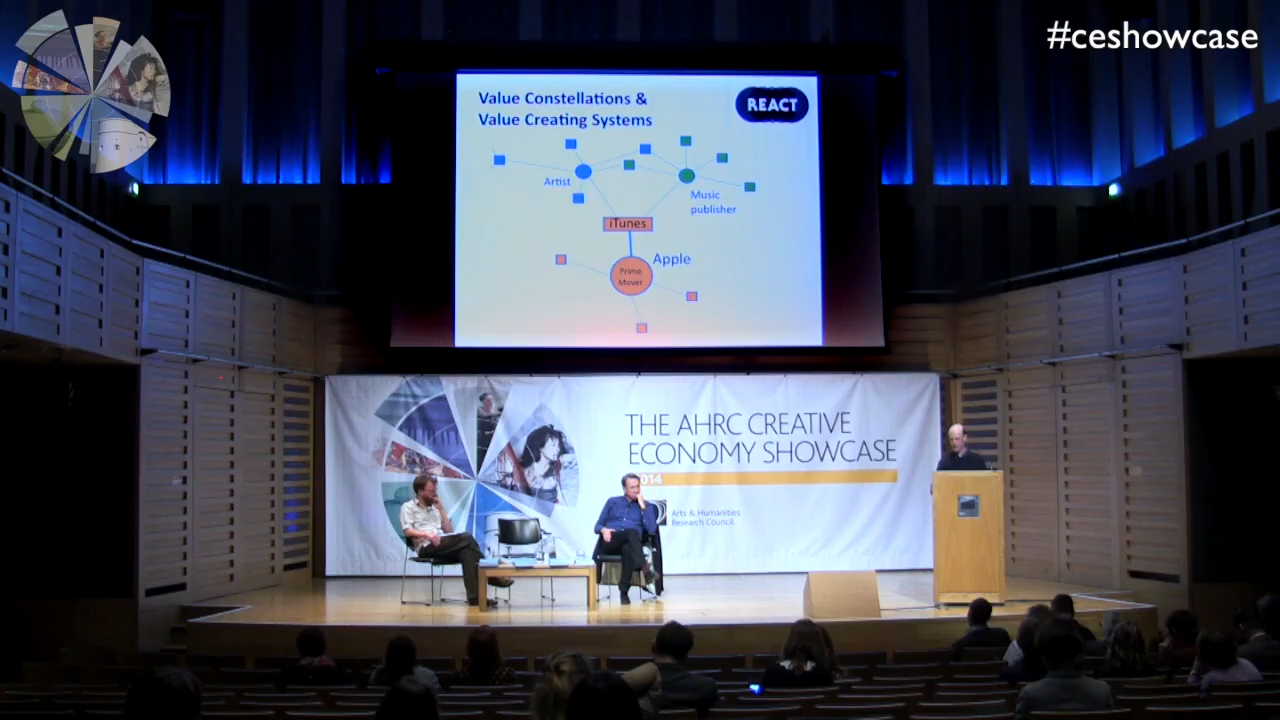 #ceshowcase
Value Constellations &
Value Creating Systems
REACT
Artist
Music
publisher
iTunes
Apple
Prime
Mover
THE AHRC CREATIVE
ECONOMY SHOWCASE
2014
Arts & Humanities
Research Council